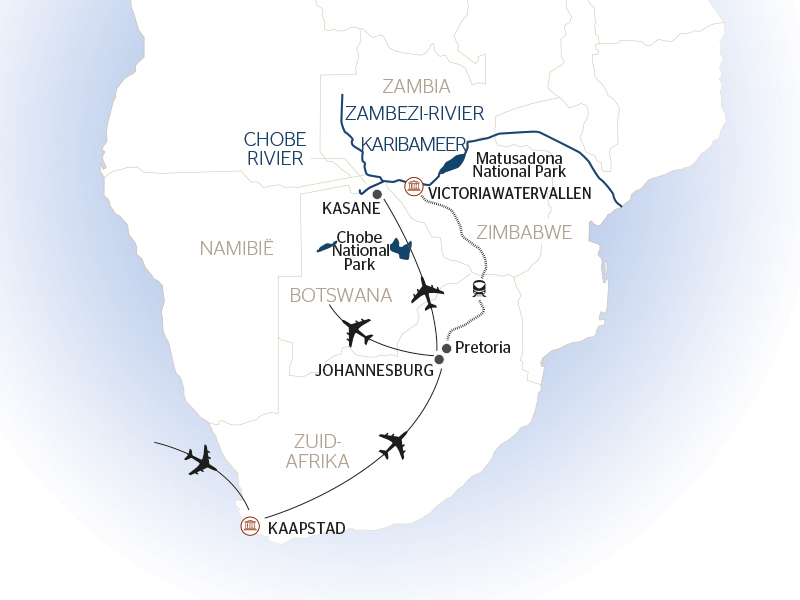 ZAMBIA
ZAMBEZI-RIVIER
CHOBE
RIVIER
KARIBAMEER
Matusadona
National Park
VICTORIAWATERVALLEN
KASANE
ZIMBABWE
NAMIBIË
Chobe
National
Park
BOTSWANA
Pretoria
JOHANNESBURG
ZUID-
AFRIKA
KAAPSTAD